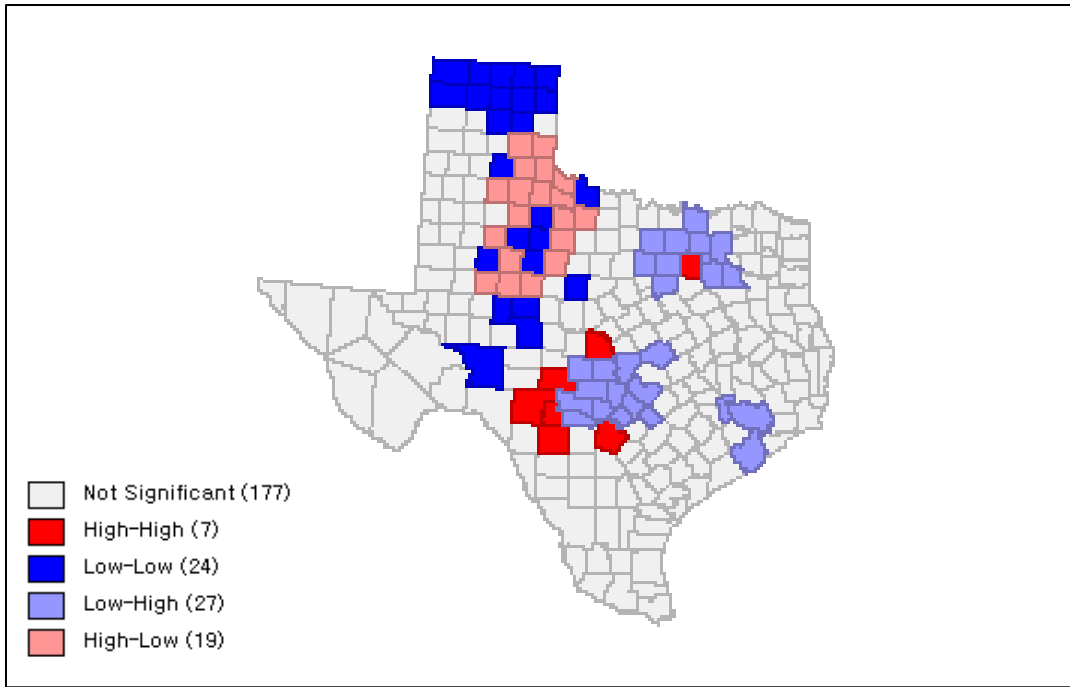 Not Significant (177)
High-High (7)
Low-Low (24)
Low-High (27)
High-Low (19)